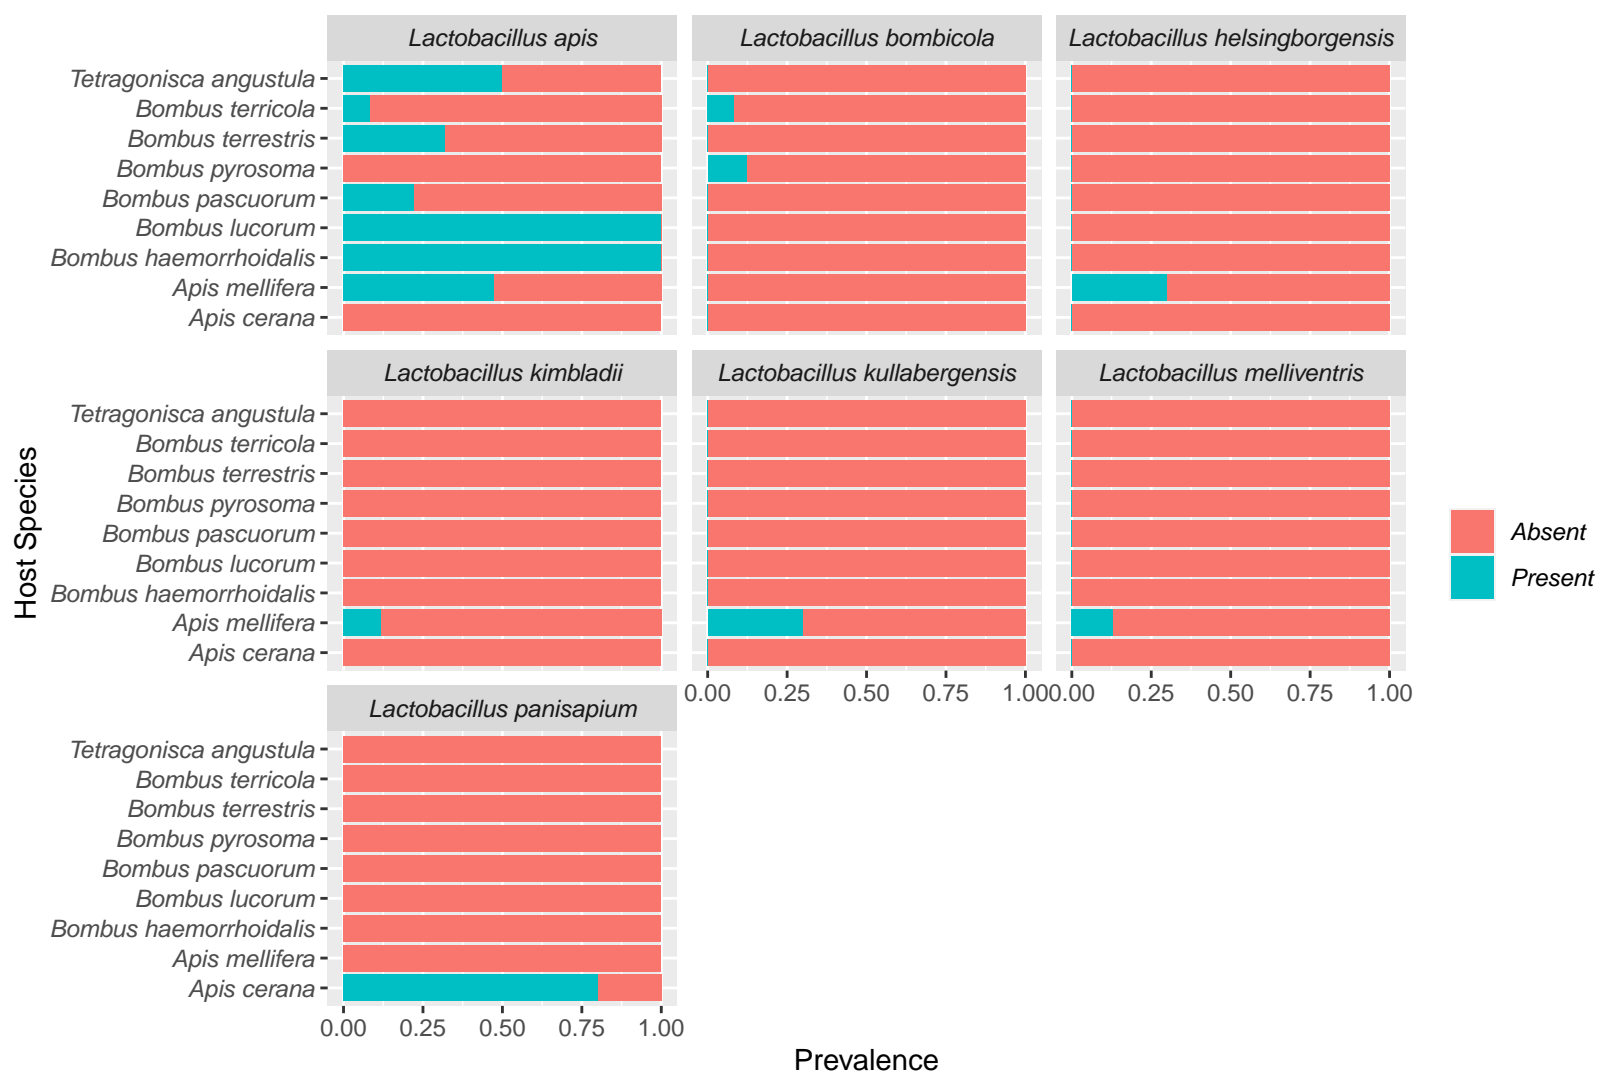 Lactobacillus apis
Lactobacillus bombicola
Lactobacillus helsingborgensis
Tetragonisca angustula
Bombus terricola
Bombus terrestris
Bombus pyrosoma
Bombus pascuorum
Bombus lucorum
Bombus haemorrhoidalis
Apis mellifera
Apis cerana
Lactobacillus kimbladii
Lactobacillus kullabergensis
Lactobacillus melliventris
Tetragonisca angustula
Bombus terricola
Bombus terrestris
Bombus pyrosoma
Bombus pascuorum
Bombus lucorum
Bombus haemorrhoidalis
Apis mellifera
Apis cerana
0.00 0.25 0.50 0.75 1.00
0.00 0.25 0.50 0.75 1.00
Lactobacillus panisapium
Tetragonisca angustula
Bombus terricola
Bombus terrestris
Bombus pyrosoma
Bombus pascuorum
Bombus lucorum
Bombus haemorrhoidalis
Apis mellifera
Apis cerana
0.00 0.25 0.50 0.75 1.00
Prevalence
Host Species
Absent
Present